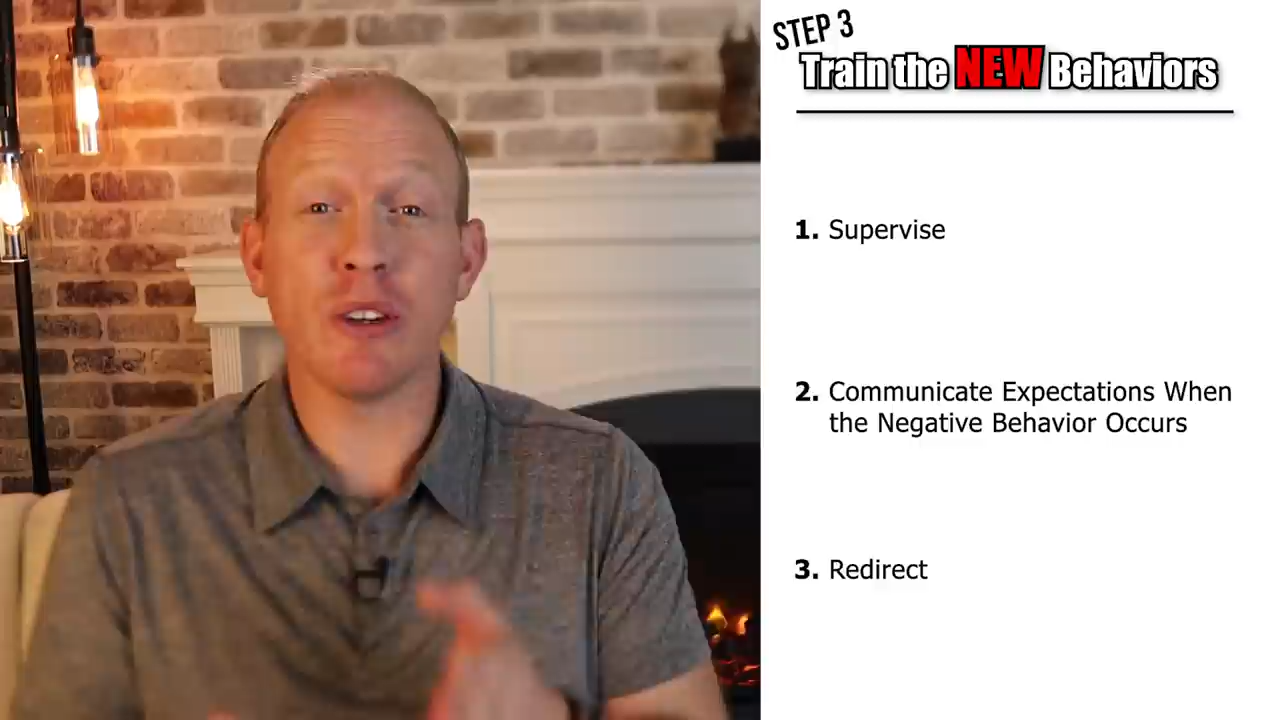 STEP 3
Train the NEW Behaviors
1. Supervise
2. Communicate Expectations When
the Negative Behavior Occurs
3. Redirect